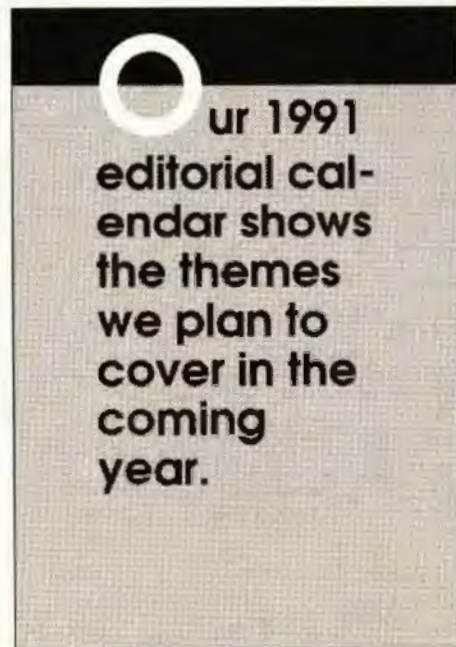 Our 1991
editorial cal-
endar shows
the themes
we plan to
cover in the
coming
year.